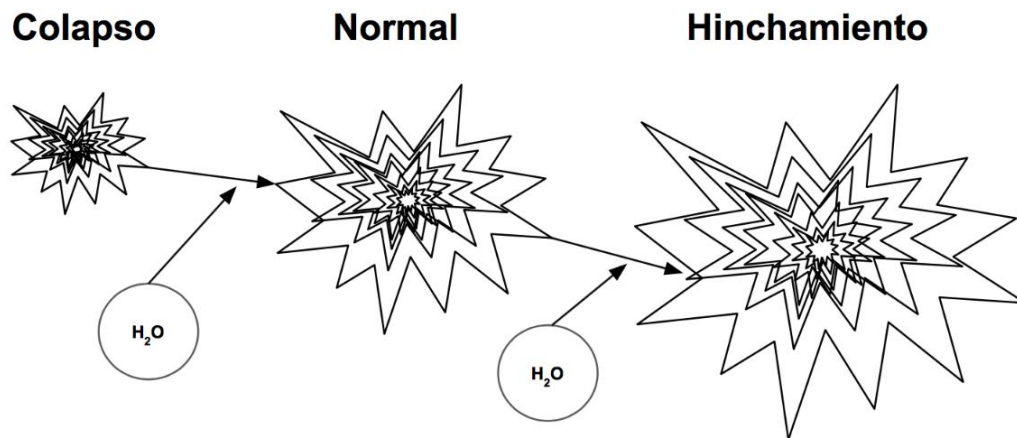 Colapso
Normal
Hinchamiento
H₂O
H₂O